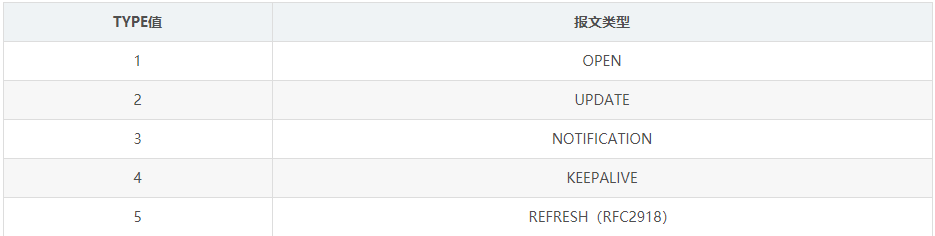 TYPE值 报文类型
1 OPEN
2 UPDATE
3 NOTIFICATION
4 KEEPALIVE
5 REFRESH（RFC2918）